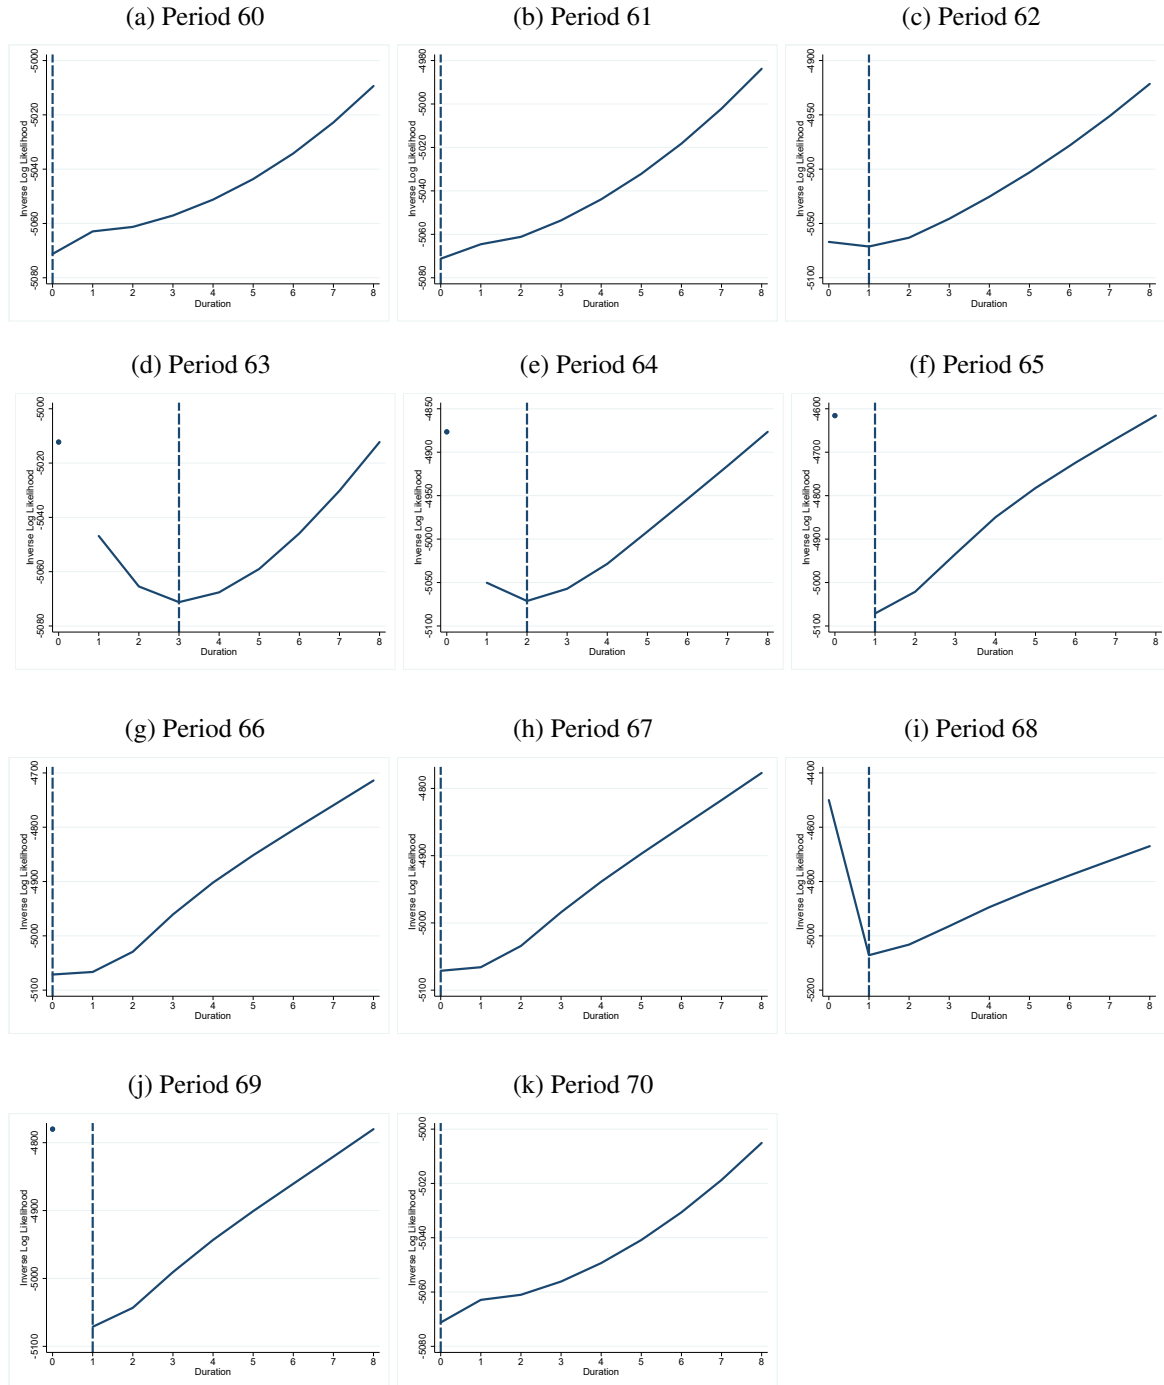 (a) Period 60
(b) Period 61
(c) Period 62
Inverse Log Likelihood
-5080 -5060 -5040 -5020 -5000
0 1 2 3 4 5 6 7 8
Duration
Inverse Log Likelihood
-5080 -5060 -5040 -5020 -5000 -4980
0 1 2 3 4 5 6 7 8
Duration
Inverse Log Likelihood
-5100 -5050 -5000 -4950 -4900
0 1 2 3 4 5 6 7 8
Duration
(d) Period 63
(e) Period 64
(f) Period 65
Inverse Log Likelihood
-5080 -5060 -5040 -5020 -5000
0 1 2 3 4 5 6 7 8
Duration
Inverse Log Likelihood
-5100 -5050 -5000 -4950 -4900 -4850
0 1 2 3 4 5 6 7 8
Duration
Inverse Log Likelihood
-5100 -5000 -4900 -4800 -4700 -4600
0 1 2 3 4 5 6 7 8
Duration
(g) Period 66
(h) Period 67
(i) Period 68
Inverse Log Likelihood
-5100 -5000 -4900 -4800 -4700
0 1 2 3 4 5 6 7 8
Duration
Inverse Log Likelihood
-5100 -5000 -4900 -4800
0 1 2 3 4 5 6 7 8
Duration
Inverse Log Likelihood
-5200 -5000 -4800 -4600 -4400
0 1 2 3 4 5 6 7 8
Duration
(j) Period 69
(k) Period 70
Inverse Log Likelihood
-5100 -5000 -4900 -4800
0 1 2 3 4 5 6 7 8
Duration
Inverse Log Likelihood
-5080 -5060 -5040 -5020 -5000
0 1 2 3 4 5 6 7 8
Duration